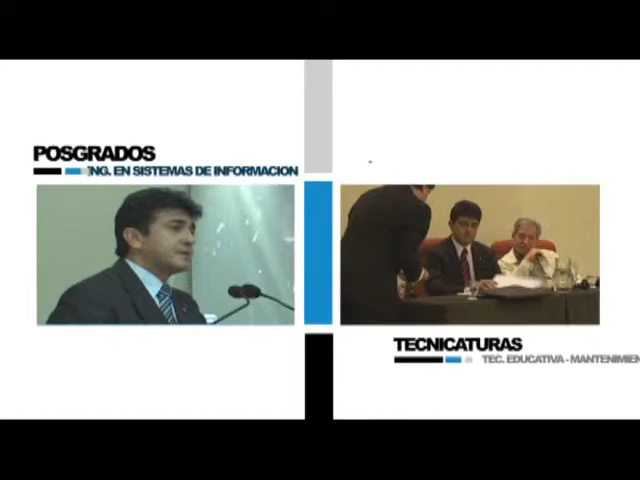 POSGRADOS
ING. EN SISTEMAS DE INFORMACION
TECNICATURAS
TEC. EDUCATIVA - MANTENIMIEN